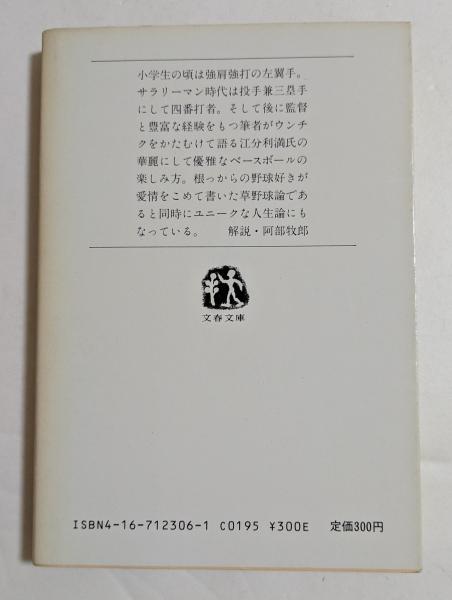 小学生の頃は強肩強打の左翼手。
サラリーマン時代は投手兼三塁手
にして四番打者。そして後に監督
と豊富な経験をもつ筆者がウンチ
クをかたむけて語る江分利満氏の
華麗にして優雅なベースボールの
楽しみ方。根っからの野球好きが
愛情をこめて書いた草野球論であ
ると同時にユニークな人生論にも
なっている。　　解説・阿部牧郎
文春文庫
ISBN4-16-712306-1 C0195 ¥300E 定価300円